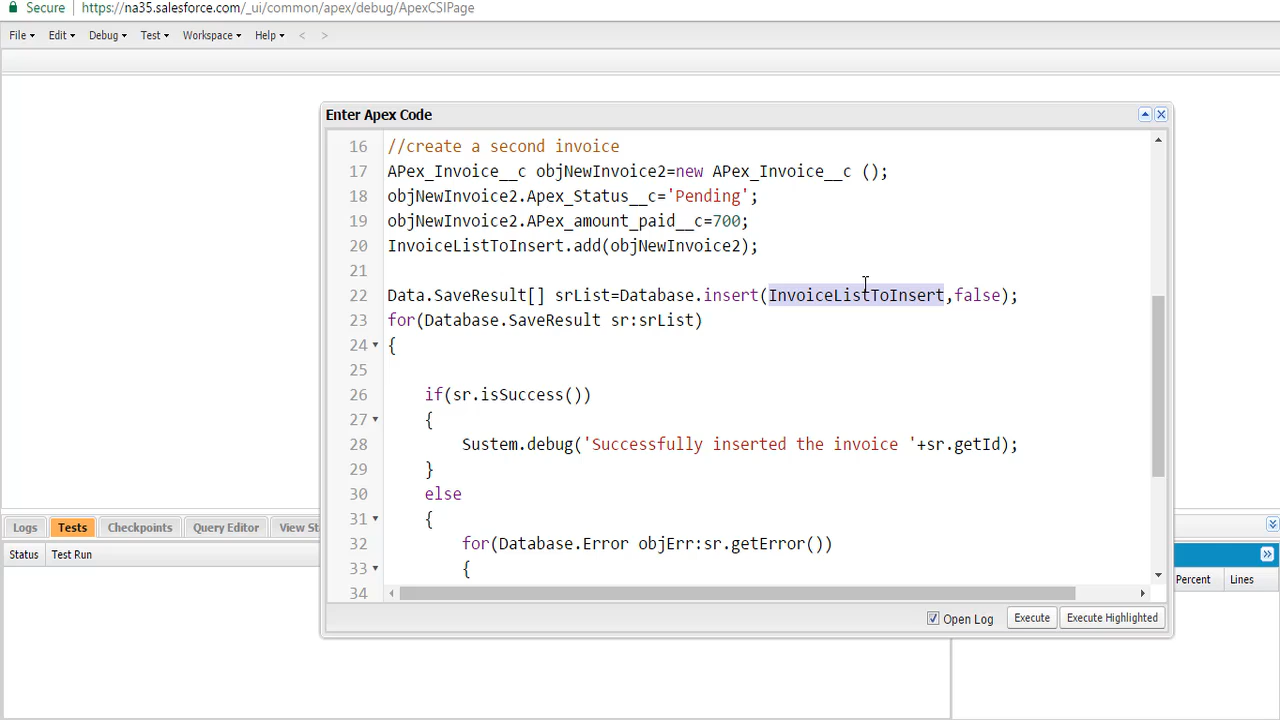 Secure https://na35.salesforce.com/_ui/common/apex/debug/ApexCSIPage
File Edit Debug Test Workspace Help < >
Enter Apex Code
16 //create a second invoice
17 APex_Invoice__c objNewInvoice2=new APex_Invoice__c ();
18 objNewInvoice2.Apex_Status__c='Pending';
19 objNewInvoice2.APex_amount_paid__c=700;
20 InvoiceListToInsert.add(objNewInvoice2);
21
22 Data.SaveResult[] srList=Database.insert(InvoiceListToInsert,false);
23 for(Database.SaveResult sr:srList)
24 {
25
26 if(sr.isSuccess())
27 {
28 Sustem.debug('Successfully inserted the invoice '+sr.getId);
29 }
30 else
31 {
32 for(Database.Error objErr:sr.getError())
33 {
34
Open Log Execute Execute Highlighted
Logs Tests Checkpoints Query Editor View St
Status Test Run
Percent Lines